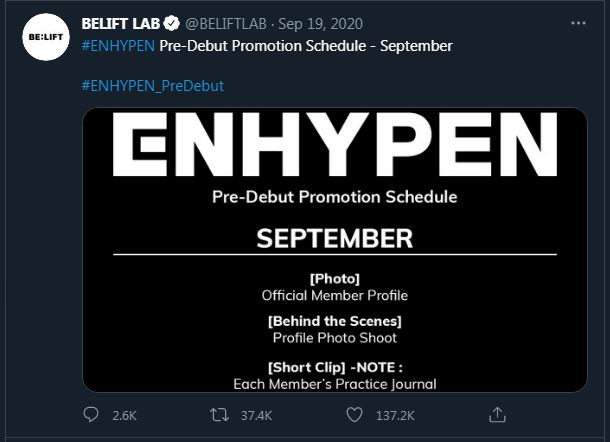 BE:LIFT
BELIFT LAB @BELIFTLAB · Sep 19, 2020
#ENHYPEN Pre-Debut Promotion Schedule - September
#ENHYPEN_PreDebut
ENHYPEN
Pre-Debut Promotion Schedule
SEPTEMBER
[Photo]
Official Member Profile
[Behind the Scenes]
Profile Photo Shoot
[Short Clip] -NOTE :
Each Member's Practice Journal
2.6K 37.4K 137.2K